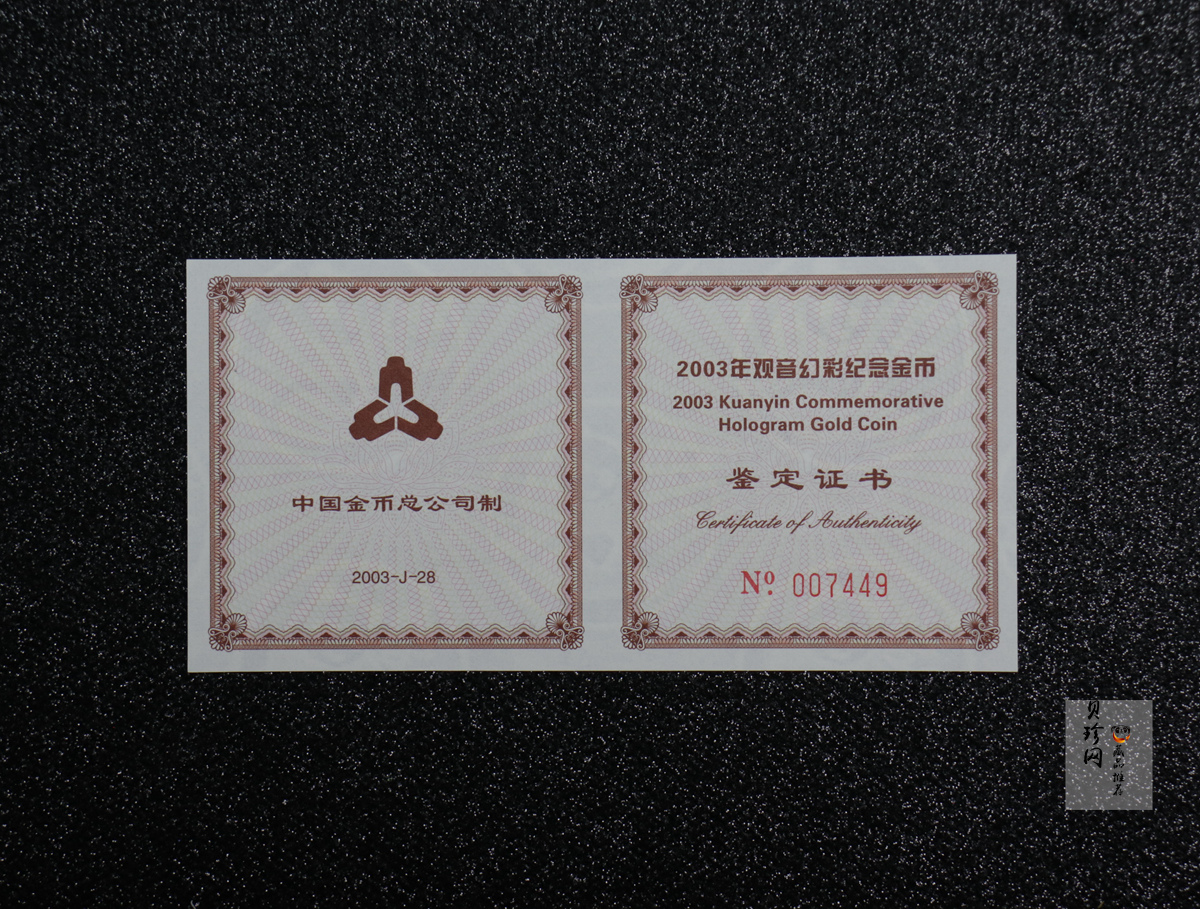 中国金币总公司制
2003-J-28
2003年观音幻彩纪念金币
2003 Kuanyin Commemorative
Hologram Gold Coin
鉴定证书
Certificate of Authenticity
Nº 007449
贝珍网